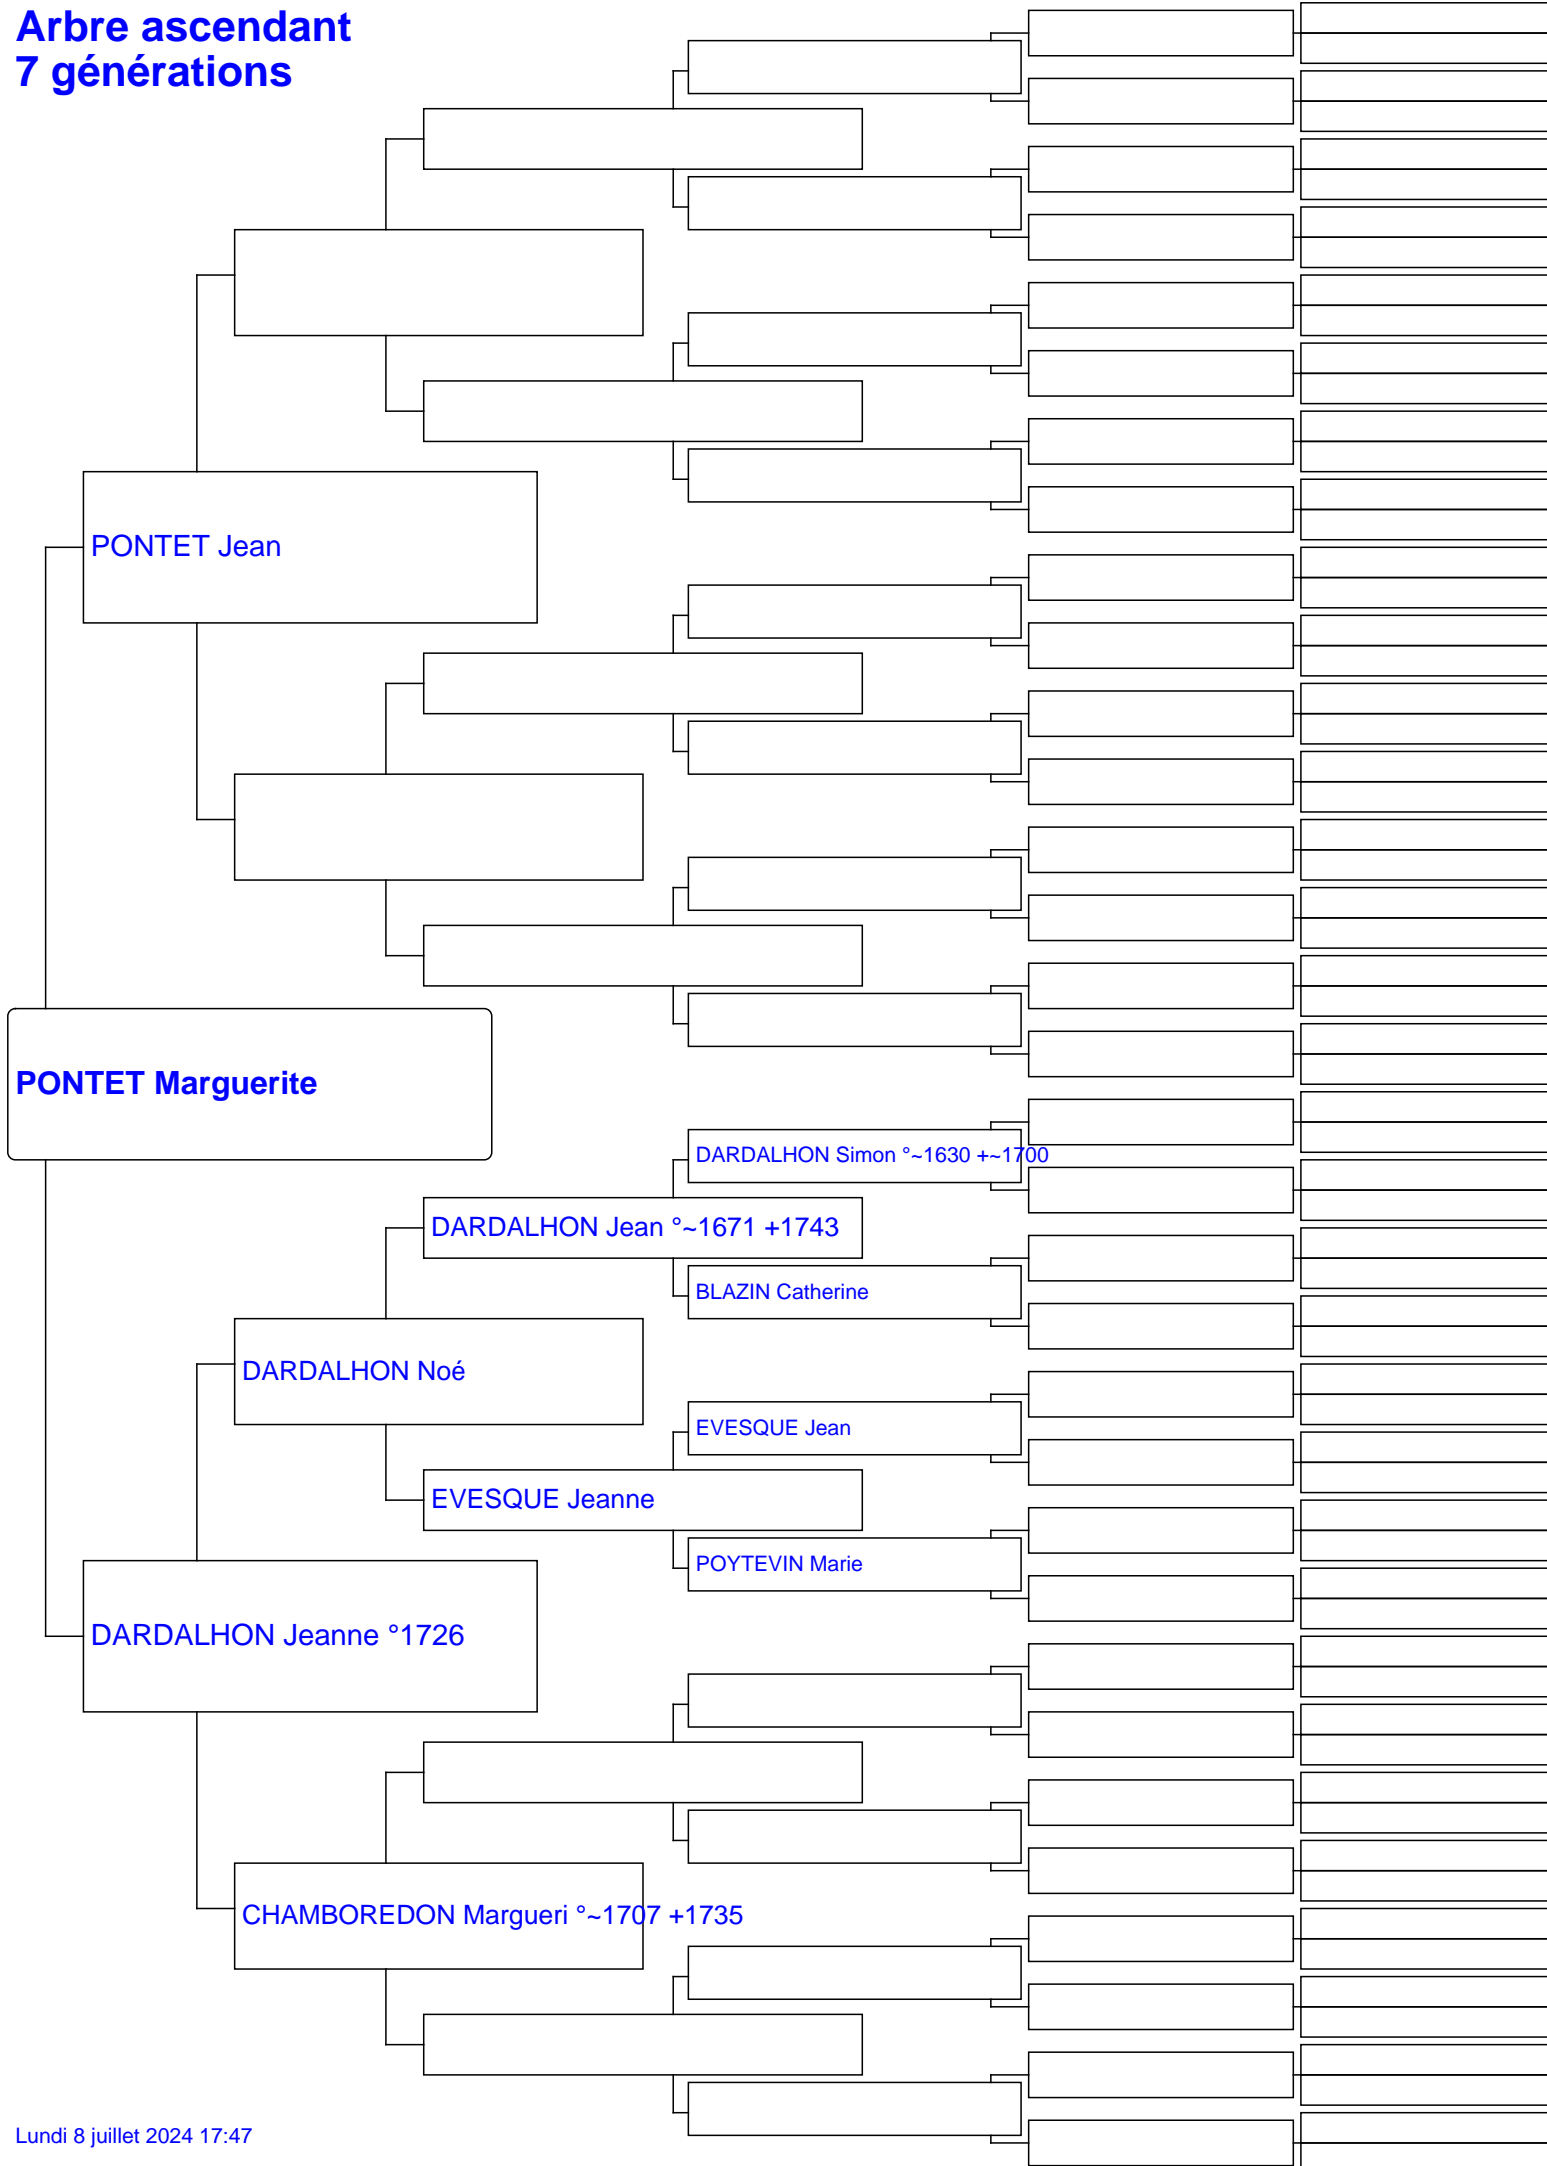 Arbre ascendant
7 générations
PONTET Jean
PONTET Marguerite
DARDALHON Simon °~1630 +~1700
DARDALHON Jean °~1671 +1743
BLAZIN Catherine
DARDALHON Noé
EVESQUE Jean
EVESQUE Jeanne
POYTEVIN Marie
DARDALHON Jeanne °1726
CHAMBOREDON Margueri °~1707 +1735
Lundi 8 juillet 2024 17:47